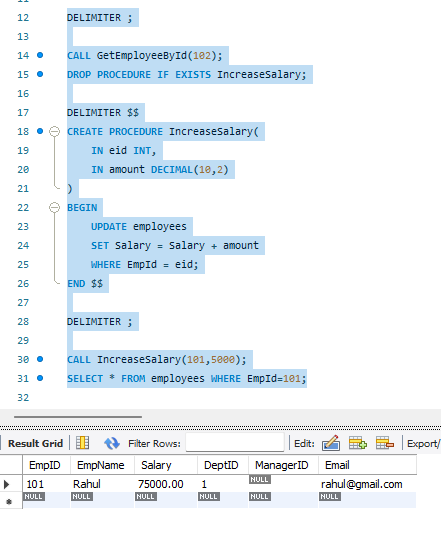 11
12 DELIMITER ;
13
14 CALL GetEmployeeById(102);
15 DROP PROCEDURE IF EXISTS IncreaseSalary;
16
17 DELIMITER $$
18 CREATE PROCEDURE IncreaseSalary(
19 IN eid INT,
20 IN amount DECIMAL(10,2)
21 )
22 BEGIN
23 UPDATE employees
24 SET Salary = Salary + amount
25 WHERE EmpId = eid;
26 END $$
27
28 DELIMITER ;
29
30 CALL IncreaseSalary(101,5000);
31 SELECT * FROM employees WHERE EmpId=101;
32
Result Grid Filter Rows: Edit: Export/
EmpID EmpName Salary DeptID ManagerID Email
101 Rahul 75000.00 1 NULL rahul@gmail.com
NULL NULL NULL NULL NULL NULL